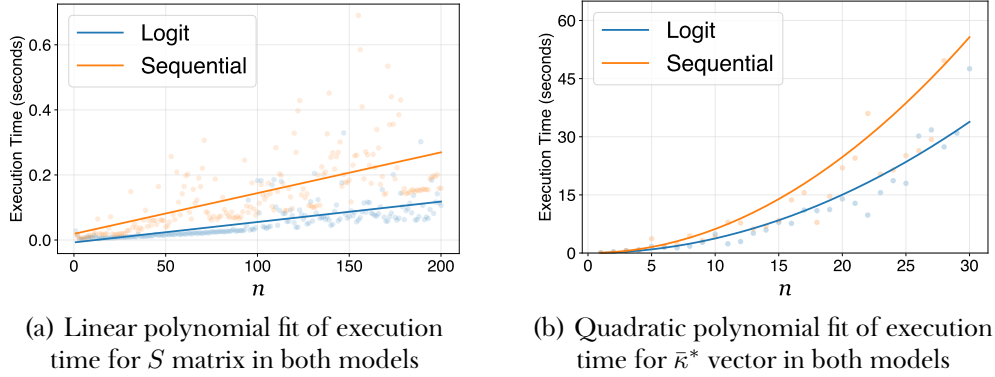 Logit
Sequential
Execution Time (seconds)
0.6
0.4
0.2
0.0
0
50
100
150
200
n
(a) Linear polynomial fit of execution
time for S matrix in both models
Logit
Sequential
Execution Time (seconds)
60
45
30
15
0
0
5
10
15
20
25
30
n
(b) Quadratic polynomial fit of execution
time for κ̄* vector in both models